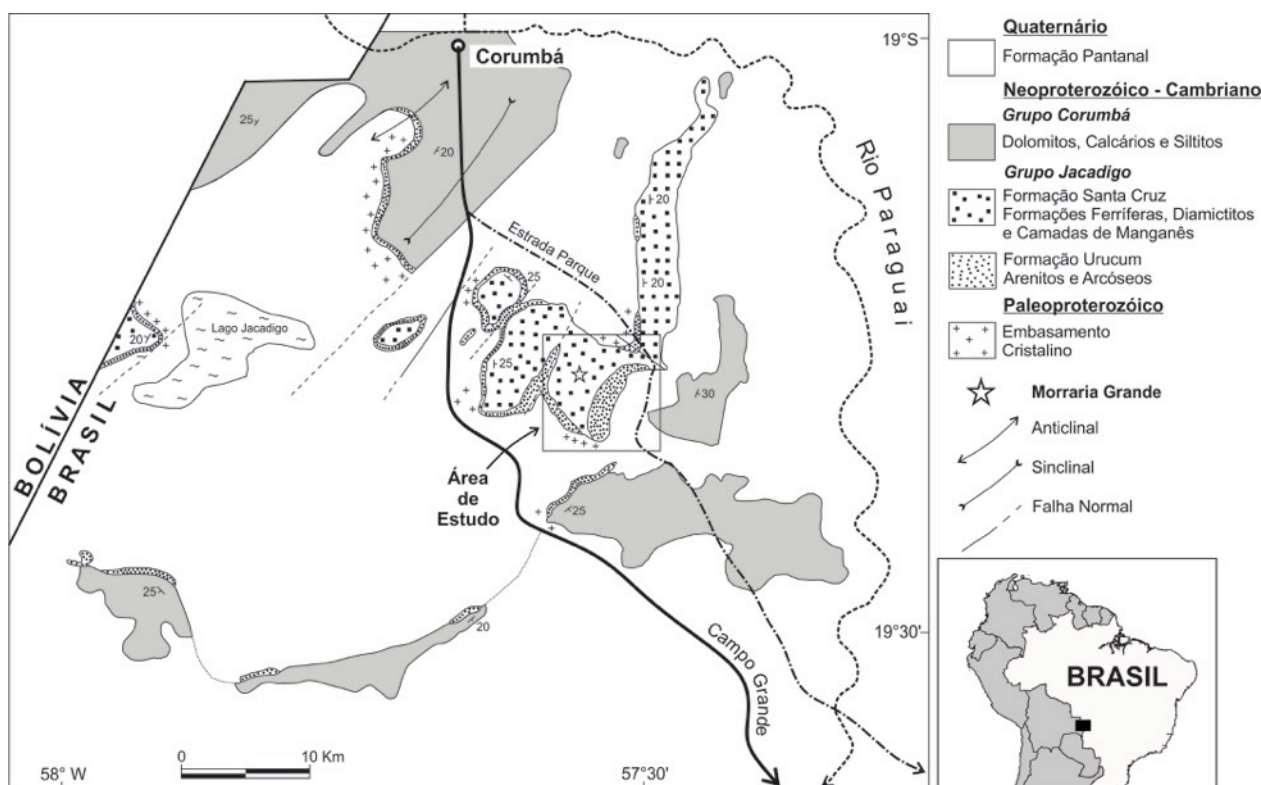 19°S
Corumbá
25
20
Rio Paraguai
Estrada Parque
20
25
20
Lago Jacadigo
20
25
30
BOLÍVIA
BRASIL
Área
de
Estudo
25
25
20
Campo Grande
19°30'
0
10 Km
58° W
57°30'
Quaternário
Formação Pantanal
Neoproterozóico - Cambriano
Grupo Corumbá
Dolomitos, Calcários e Siltitos
Grupo Jacadigo
Formação Santa Cruz
Formações Ferríferas, Diamictitos
e Camadas de Manganês
Formação Urucum
Arenitos e Arcóseos
Paleoproterozóico
Embasamento
Cristalino
Morraria Grande
Anticlinal
Sinclinal
Falha Normal
BRASIL